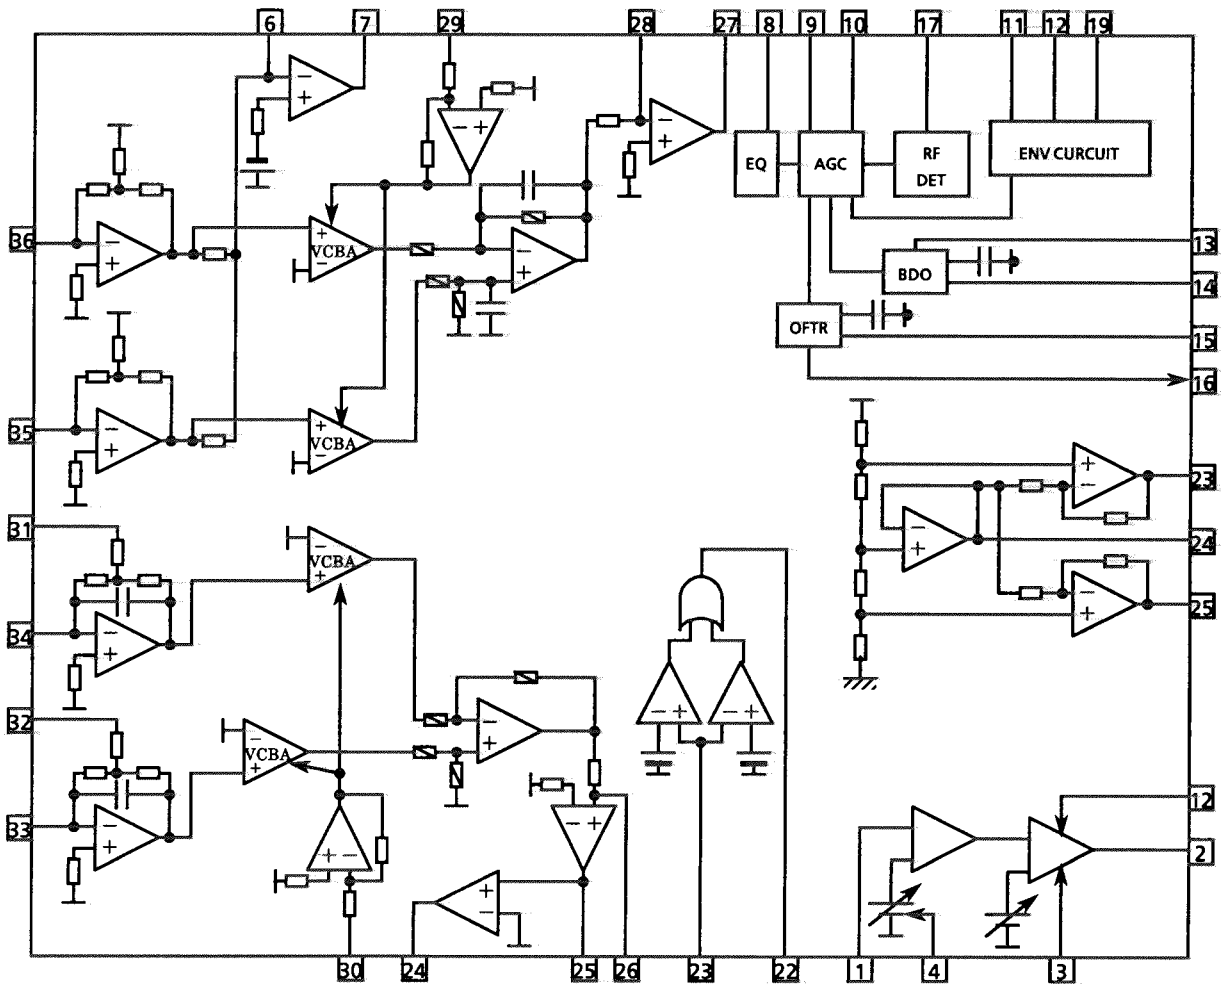 6 7 29 28 27 8 9 10 17 11 12 19
− +
− +
− +
EQ AGC RF DET ENV CURCUIT
36 − +
+ VCBA −
− +
13
BDO
14
OFTR
15
16
35 − +
+ VCBA −
+ − 23
31
− VCBA +
− + 24
34 − +
− + 25
32
− VCBA +
− +
− + − +
33 − +
− +
12
+ −
2
+ −
30 24 25 26 23 22 1 4 3